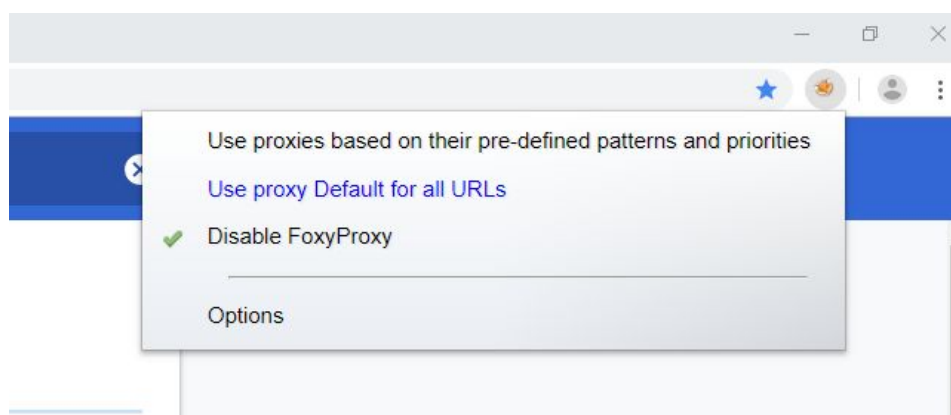 Use proxies based on their pre-defined patterns and priorities
Use proxy Default for all URLs
Disable FoxyProxy
Options